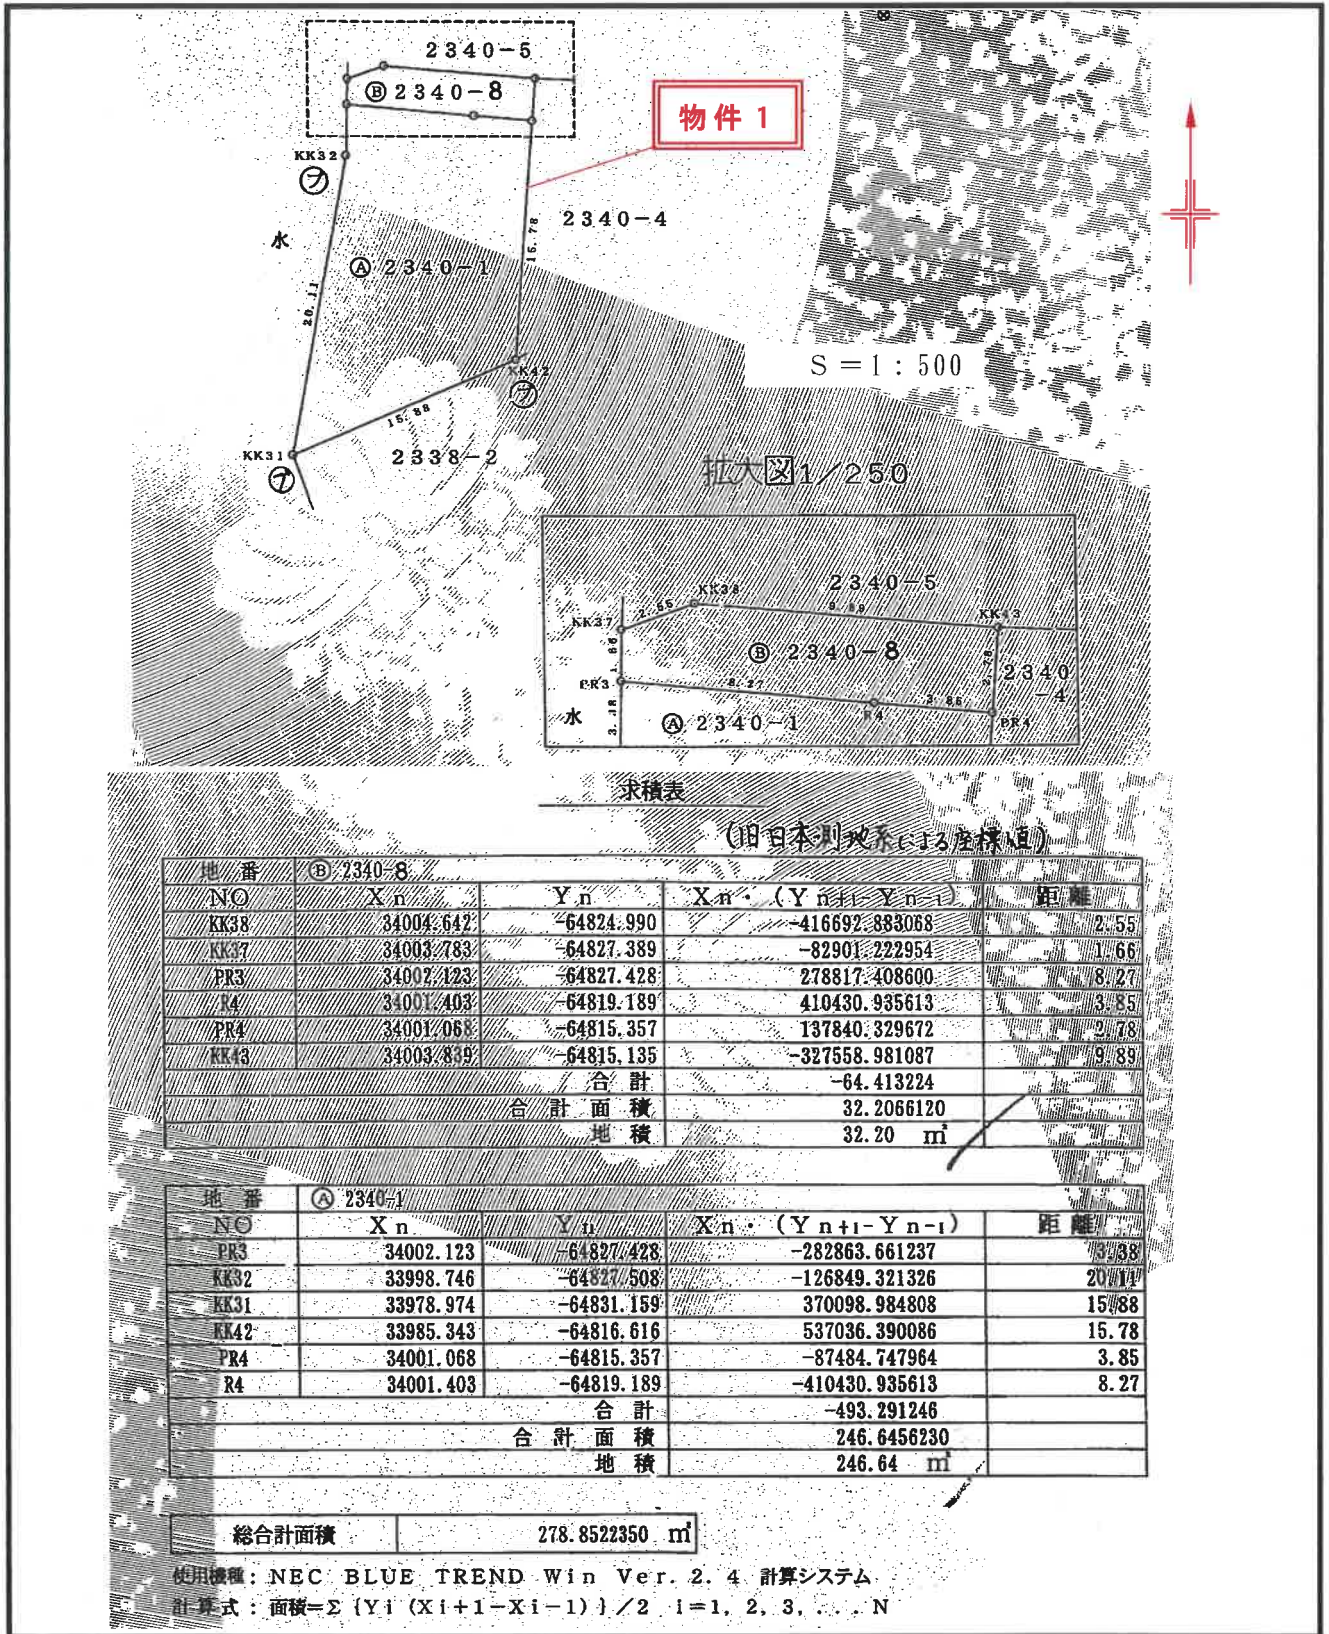 2340-5
Ⓑ 2340-8
物件 1
KK32
㋫
2340-4
水
Ⓐ 2340-1
15.78
20.11
S=1:500
KK42
㋫
15.88
KK31
2338-2
㋫
拡大図1/250
2340-5
KK38
2.55
9.89
KK37
KK43
1.66
Ⓑ 2340-8
2.78
2340
-4
PR3
8.27
3.85
水
3.38
Ⓐ 2340-1
R4
PR4
求積表
(旧日本測地系による座標値)
地番 Ⓑ 2340-8
NO Xn Yn Xn・(Yn+1-Yn-1) 距離
KK38 34004.642 -64824.990 -416692.883068 2.55
KK37 34003.783 -64827.389 -82901.222954 1.66
PR3 34002.123 -64827.428 278817.408600 8.27
R4 34001.403 -64819.189 410430.935613 3.85
PR4 34001.068 -64815.357 137840.329672 2.78
KK43 34003.839 -64815.135 -327558.981087 9.89
合計 -64.413224
合計面積 32.2066120
地積 32.20 ㎡
地番 Ⓐ 2340-1
NO Xn Yn Xn・(Yn+1-Yn-1) 距離
PR3 34002.123 -64827.428 -282863.661237 3.38
KK32 33998.746 -64827.508 -126849.321326 20.11
KK31 33978.974 -64831.159 370098.984808 15.88
KK42 33985.343 -64816.616 537036.390086 15.78
PR4 34001.068 -64815.357 -87484.747964 3.85
R4 34001.403 -64819.189 -410430.935613 8.27
合計 -493.291246
合計面積 246.6456230
地積 246.64 ㎡
総合計面積 278.8522350 ㎡
使用機種:NEC BLUE TREND Win Ver. 2. 4 計算システム
計算式:面積=Σ{Yi(Xi+1-Xi-1)}/2 i=1, 2, 3, . . . N